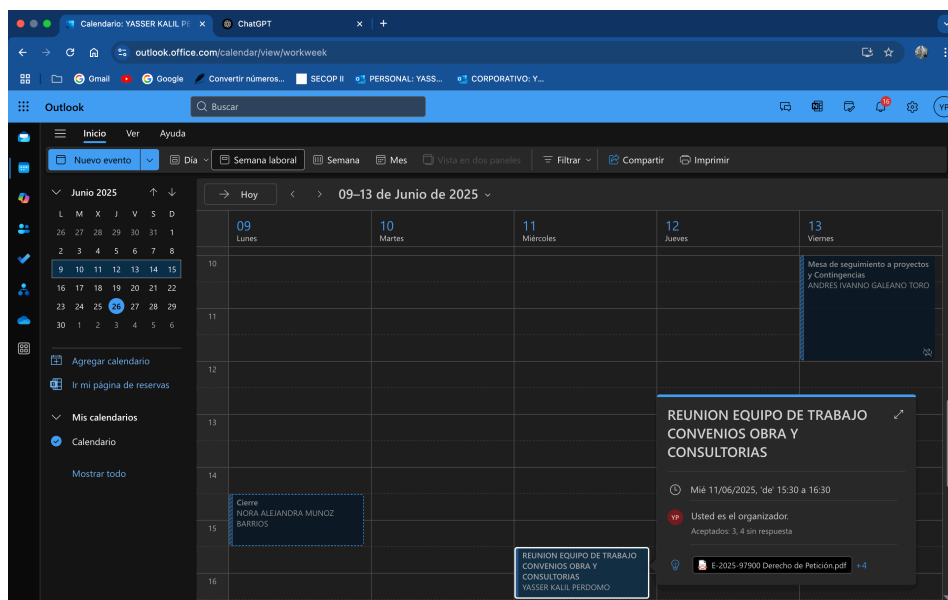 Calendario: YASSER KALIL PE
ChatGPT
outlook.office.com/calendar/view/workweek
Gmail
Google
Convertir números...
SECOP II
PERSONAL: YASS...
CORPORATIVO: Y...
Outlook
Buscar
16
YP
Inicio Ver Ayuda
Nuevo evento
Día
Semana laboral
Semana
Mes
Vista en dos paneles
Filtrar
Compartir
Imprimir
Junio 2025
L M X J V S D
26 27 28 29 30 31 1
2 3 4 5 6 7 8
9 10 11 12 13 14 15
16 17 18 19 20 21 22
23 24 25 26 27 28 29
30 1 2 3 4 5 6
Agregar calendario
Ir mi página de reservas
Mis calendarios
Calendario
Mostrar todo
Hoy
09–13 de Junio de 2025
09 10 11 12 13
Lunes Martes Miércoles Jueves Viernes
10
11
12
13
14
15
16
Mesa de seguimiento a proyectos
y Contingencias
ANDRES IVANNO GALEANO TORO
Cierre
NORA ALEJANDRA MUNOZ
BARRIOS
REUNION EQUIPO DE TRABAJO
CONVENIOS OBRA Y
CONSULTORIAS
YASSER KALIL PERDOMO
REUNION EQUIPO DE TRABAJO
CONVENIOS OBRA Y
CONSULTORIAS
Mié 11/06/2025, 'de' 15:30 a 16:30
YP
Usted es el organizador.
Aceptados: 3, 4 sin respuesta
E-2025-97900 Derecho de Petición.pdf
+4